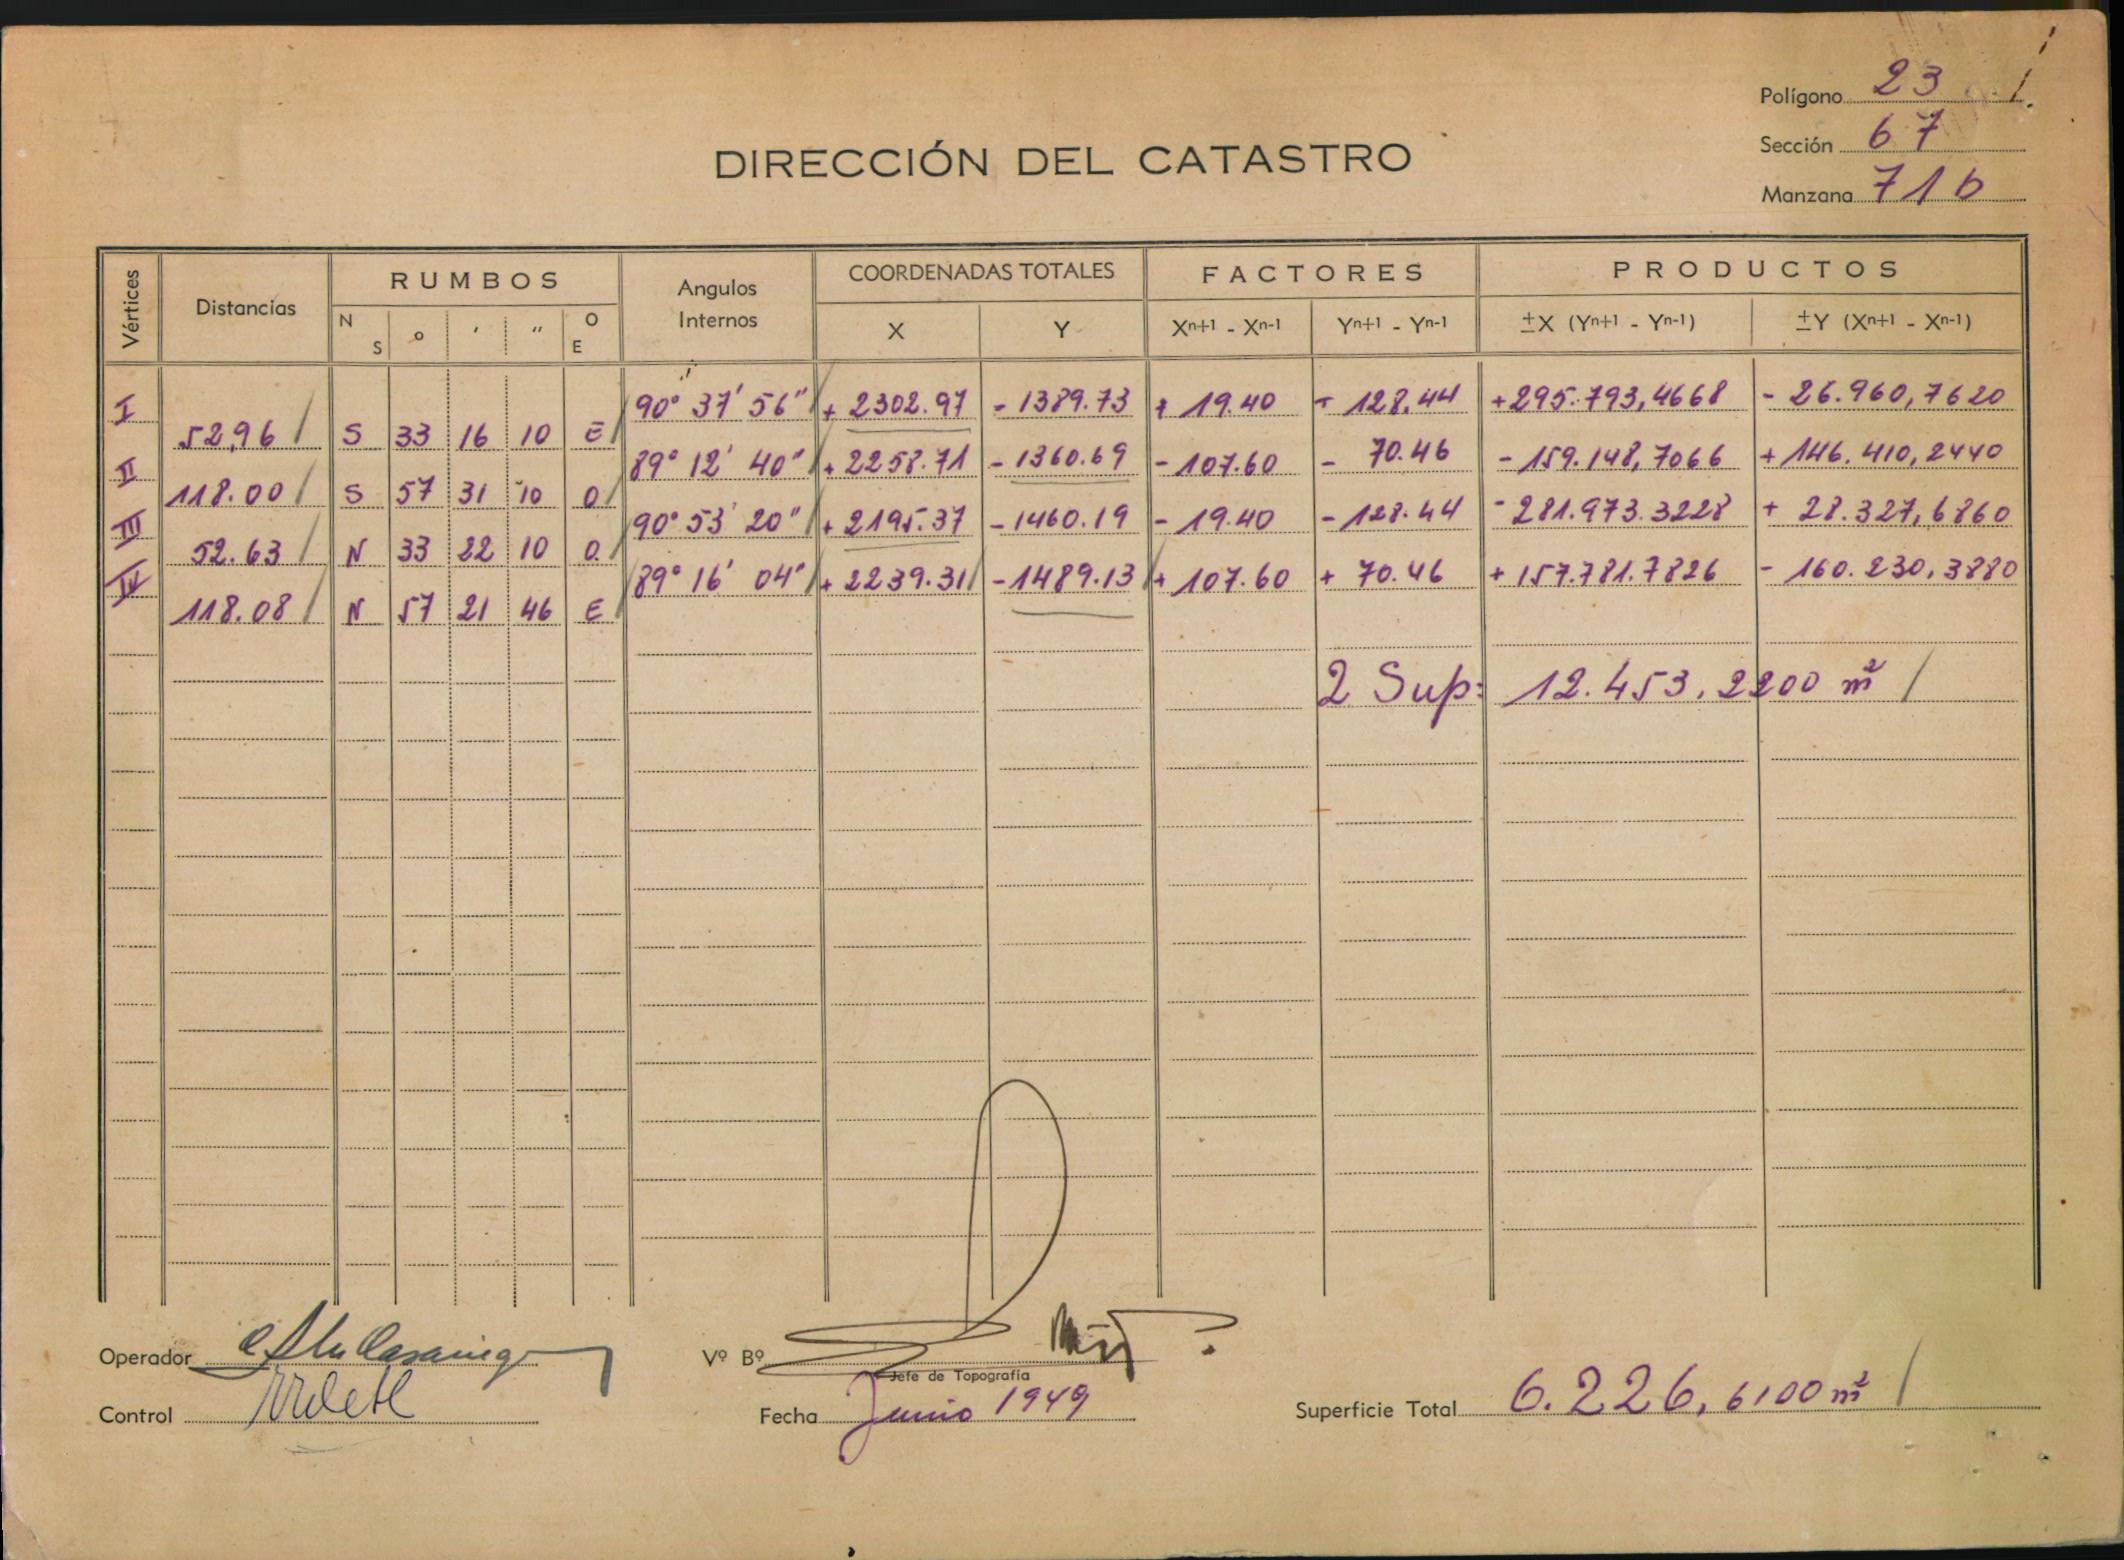 Polígono 23
Sección 67
DIRECCIÓN DEL CATASTRO
Manzana 71 b
Vértices Distancias RUMBOS Angulos Internos COORDENADAS TOTALES FACTORES PRODUCTOS
N S o ′ ″ O E X Y Xn+1 - Xn-1 Yn+1 - Yn-1 ±X (Yn+1 - Yn-1) ±Y (Xn+1 - Xn-1)
I 90° 37′ 56″ + 2302.97 - 1389.73 + 19.40 + 128,44 +295.793,4668 - 26.960,7620
52,96 S 33 16 10 E
II 89° 12′ 40″ + 2258.71 - 1360.69 - 107.60 - 70.46 - 159.148,7066 + 146.410,2440
118.00 S 57 31 10 O
III 90° 53′ 20″ + 2195.37 - 1460.19 - 19.40 - 128.44 - 281.973.3228 + 28.327,6860
52.63 N 33 22 10 O.
IV 89° 16′ 04″ + 2239.31 - 1489.13 + 107.60 + 70.46 + 157.781.7826 - 160.230,3880
118.08 N 57 21 46 E
2 Sup: 12.453,2200 m²
Operador
Vº Bº
Jefe de Topografía
Control
Fecha Junio 1949
Superficie Total 6.226,6100 m²